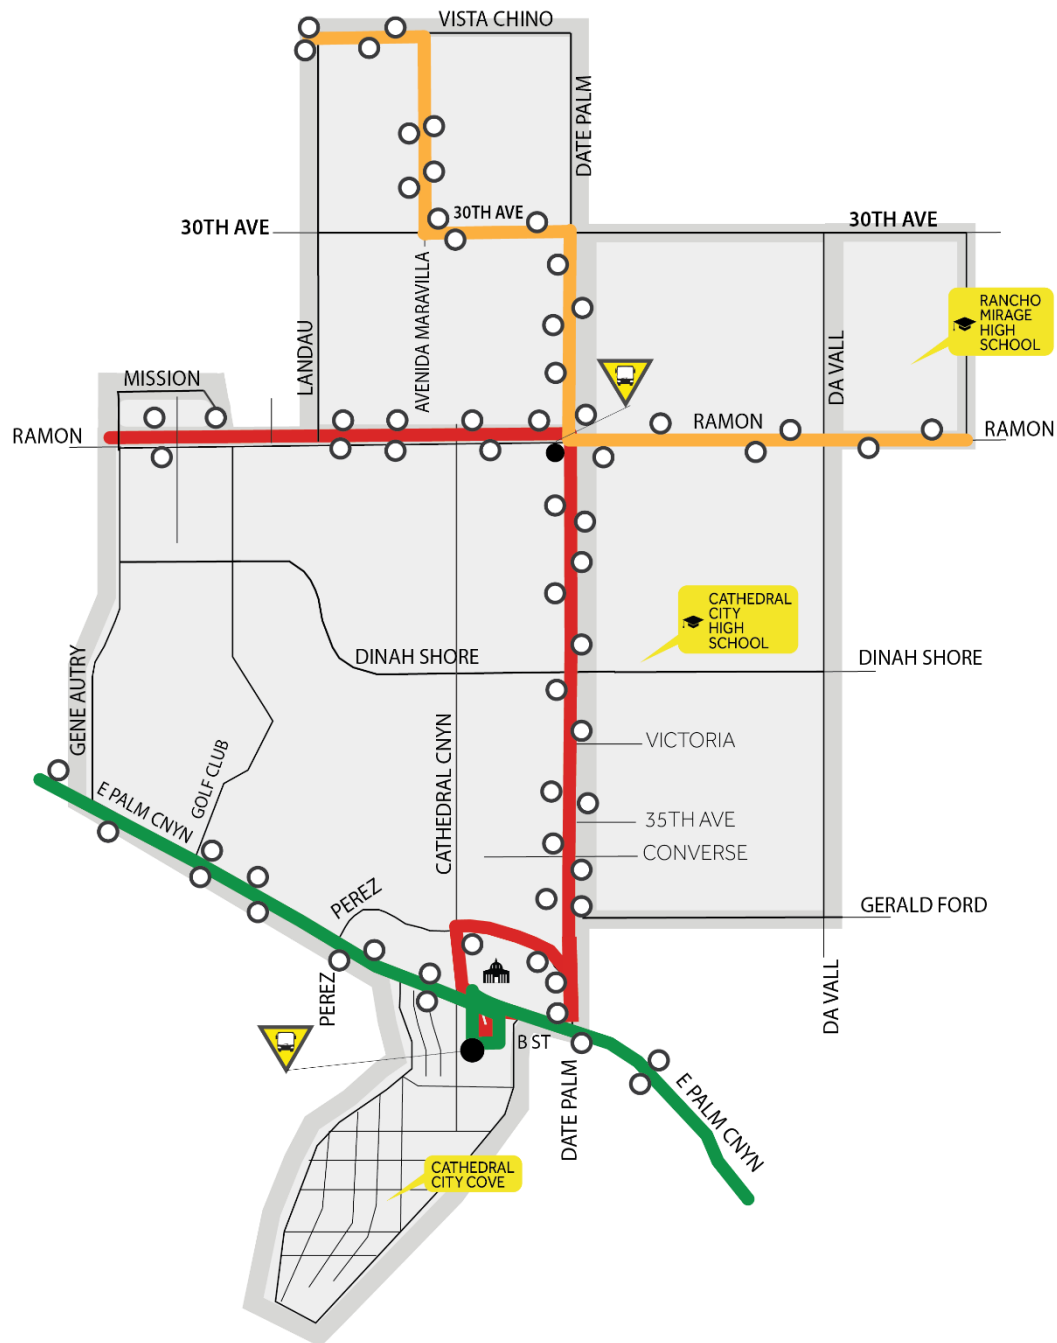 VISTA CHINO
DATE PALM
30TH AVE
30TH AVE
30TH AVE
AVENIDA MARAVILLA
LANDAU
RANCHO
MIRAGE
HIGH
SCHOOL
DA VALL
MISSION
RAMON
RAMON
RAMON
CATHEDRAL
CITY
HIGH
SCHOOL
DINAH SHORE
DINAH SHORE
GENE AUTRY
GOLF CLUB
CATHEDRAL CNYN
VICTORIA
E PALM CNYN
35TH AVE
CONVERSE
PEREZ
GERALD FORD
PEREZ
DA VALL
B ST
DATE PALM
E PALM CNYN
CATHEDRAL
CITY COVE